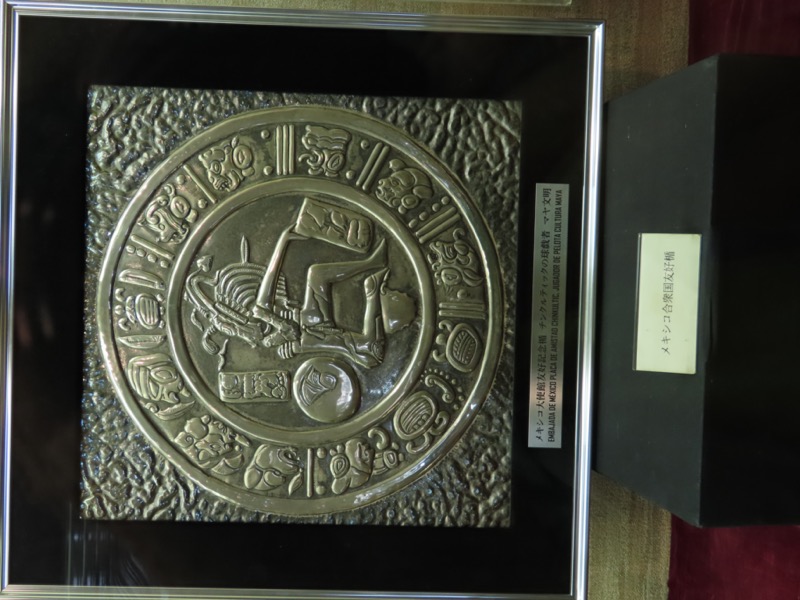 メキシコ大使館友好記念楯 チンクルティックの球戯者 マヤ文明
EMBAJADA DE MÉXICO PLACA DE AMISTAD CHINKULTIC, JUGADOR DE PELOTA CULTURA MAYA
メキシコ合衆国友好楯